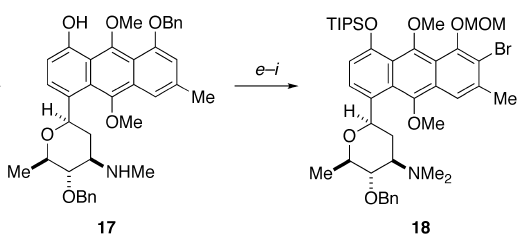 OH OMe OBn
Me
OMe
H
O
Me NHMe
OBn
17
e–i
TIPSO OMe OMOM
Br
Me
OMe
H
O
Me NMe2
OBn
18